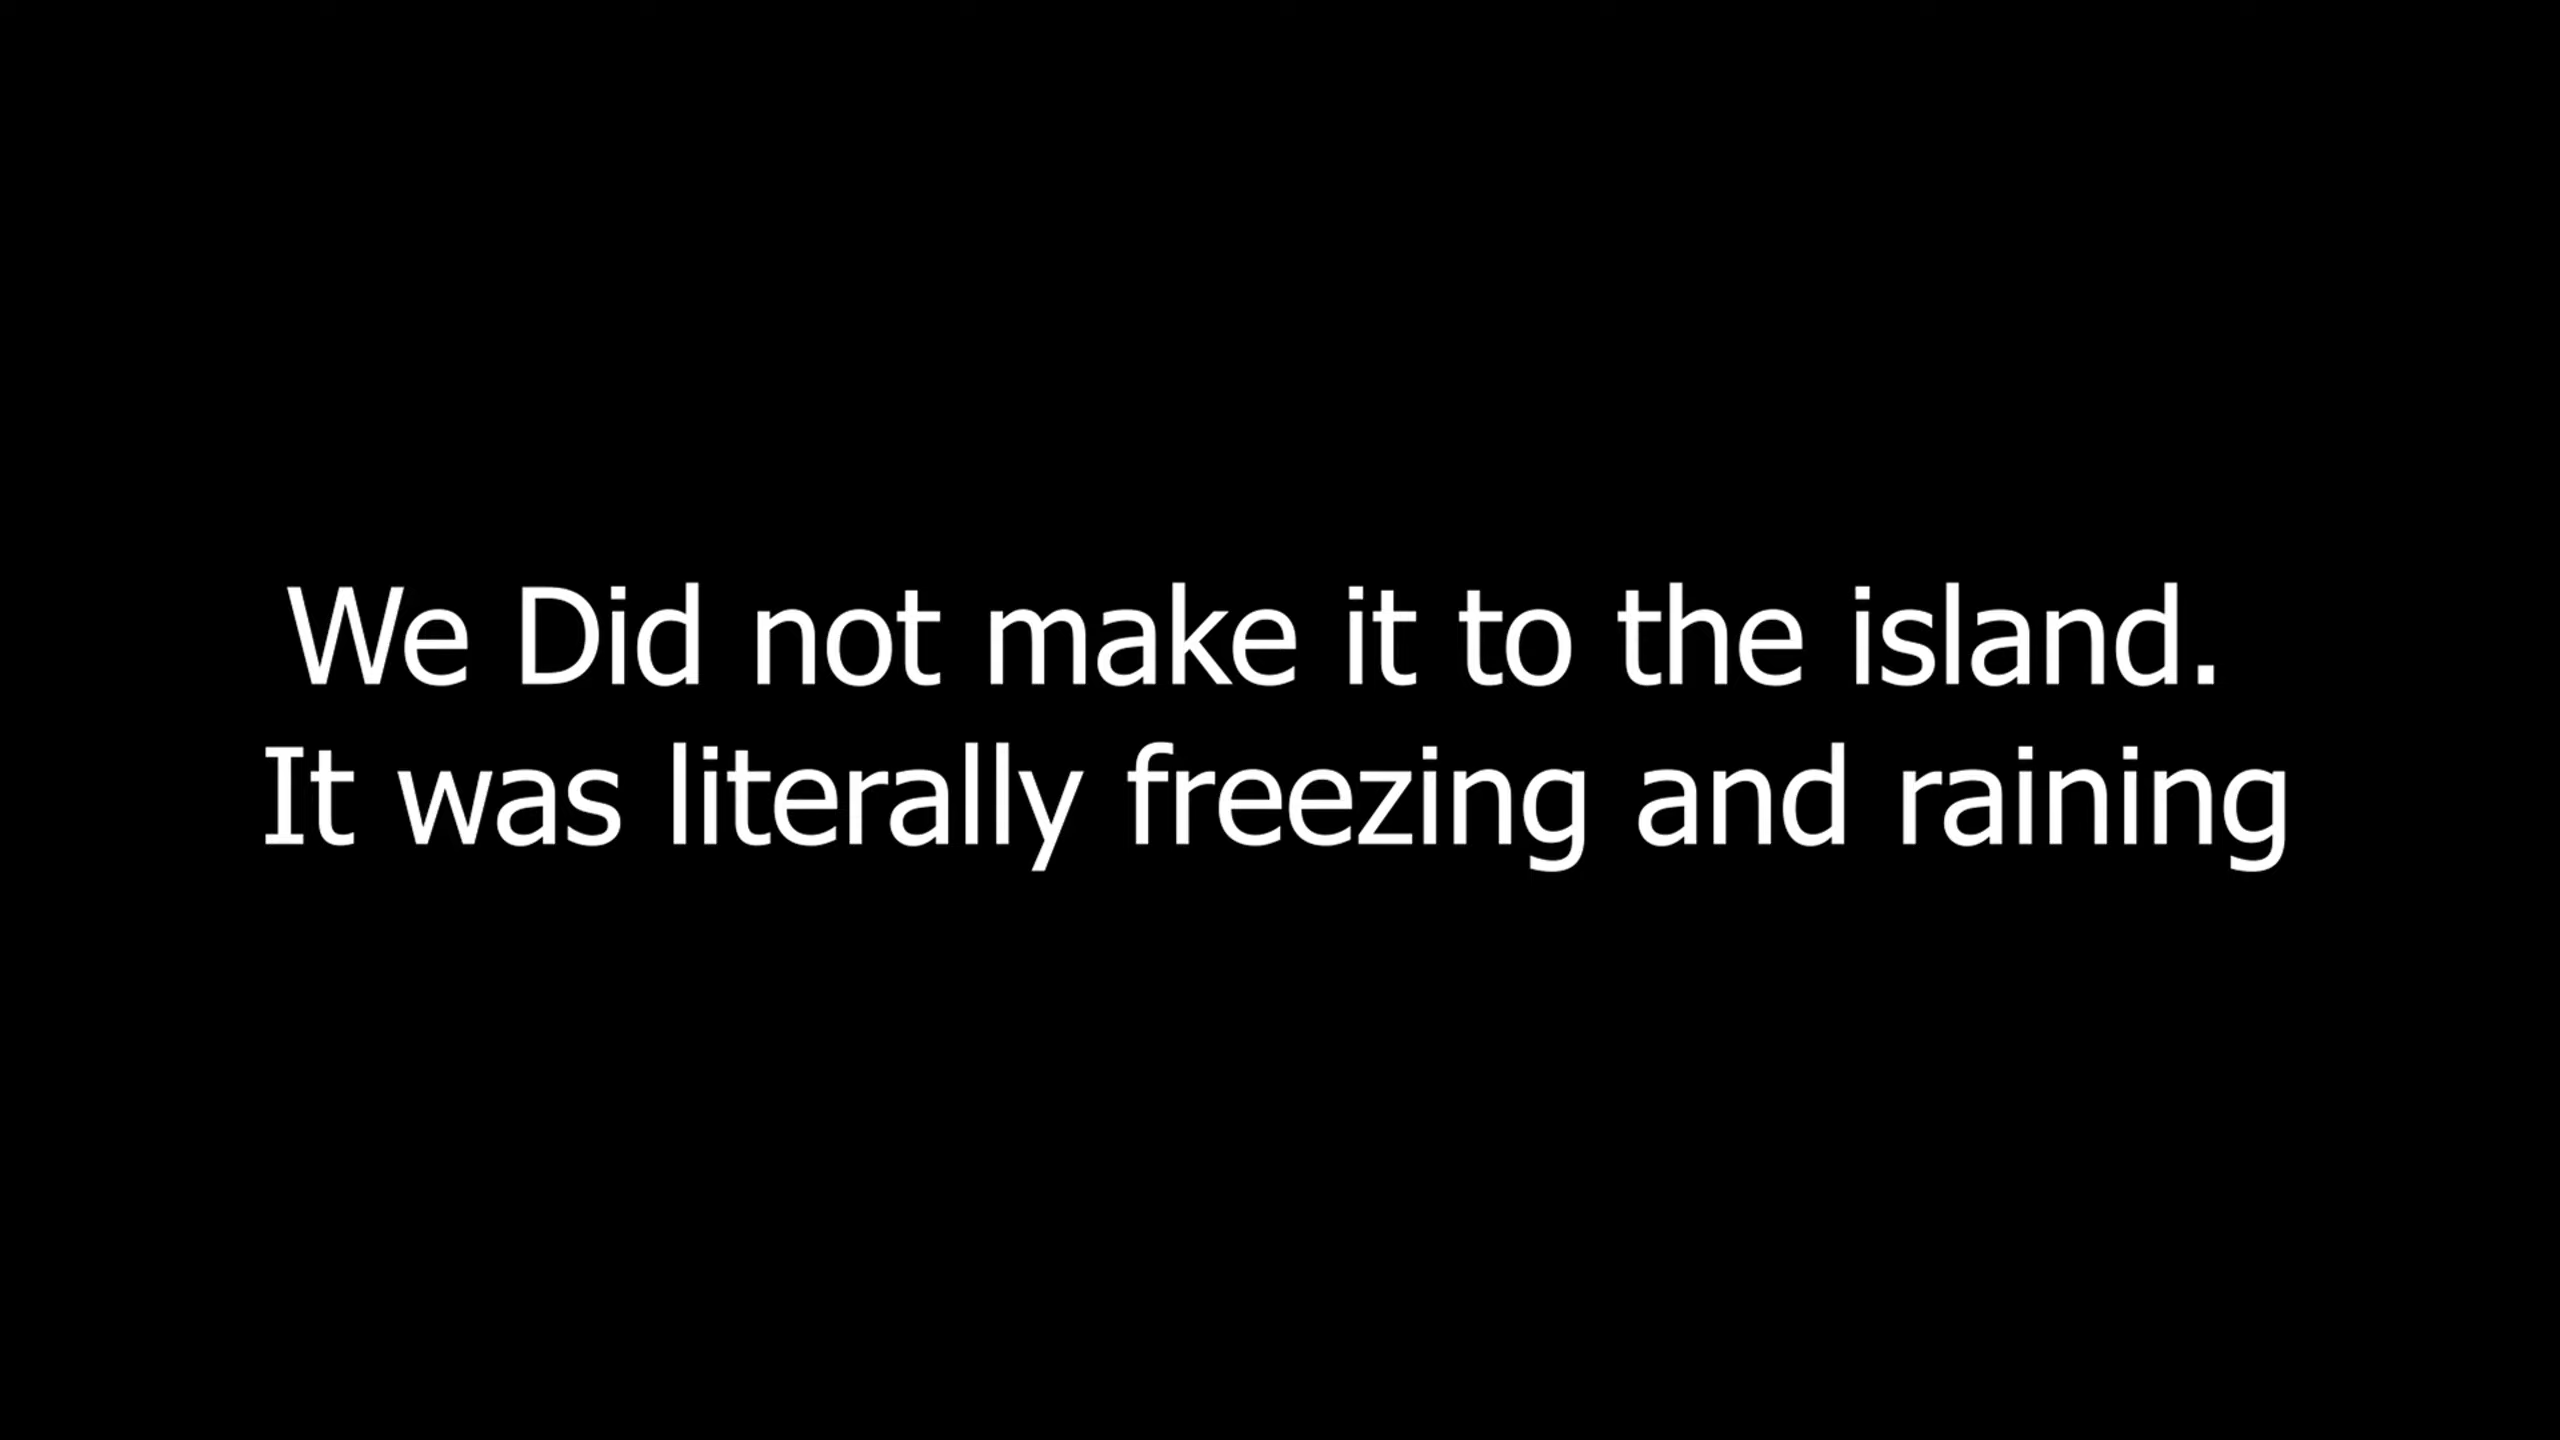 We Did not make it to the island.
It was literally freezing and raining